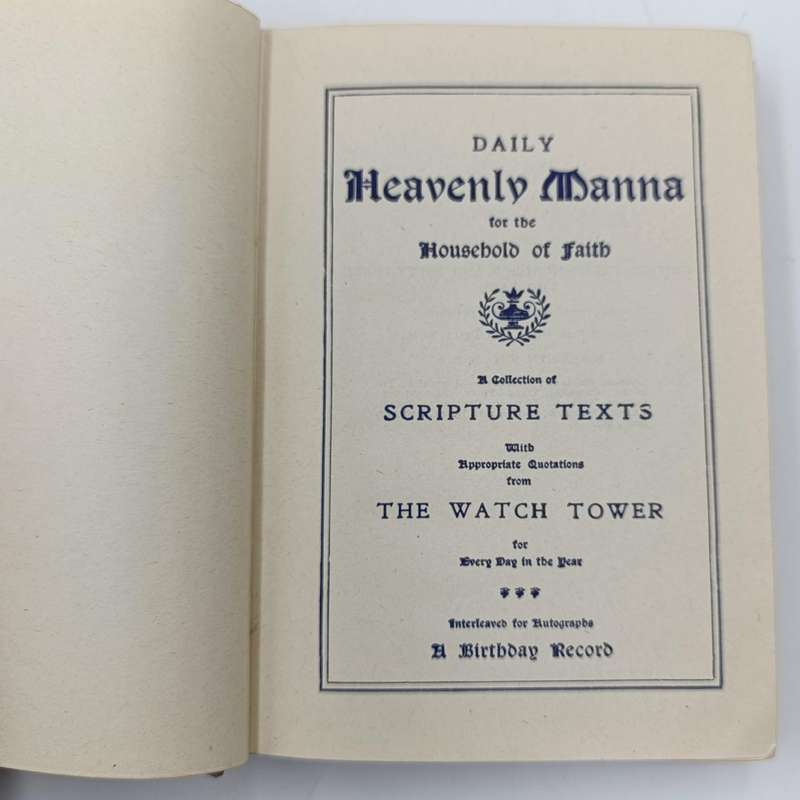 DAILY
Heavenly Manna
for the
Household of Faith
A Collection of
SCRIPTURE TEXTS
With
Appropriate Quotations
from
THE WATCH TOWER
for
Every Day in the Year
Interleaved for Autographs
A Birthday Record